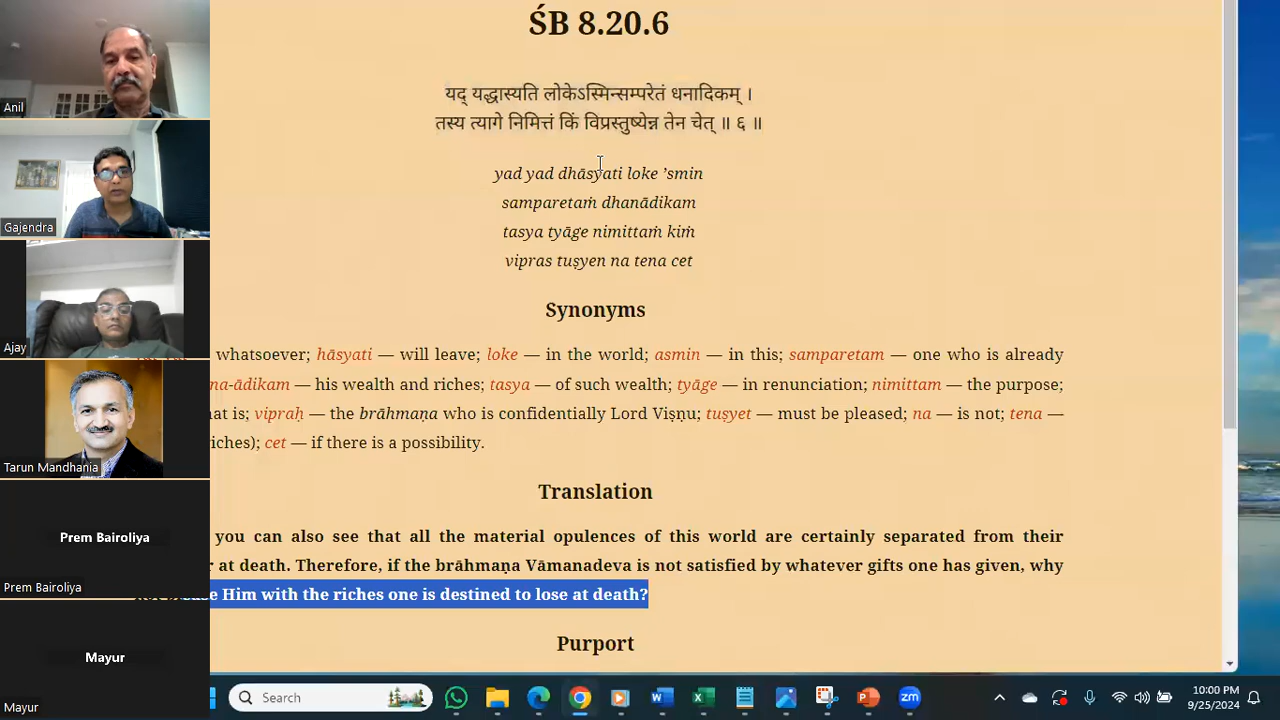 ŚB 8.20.6
यद् यद्धास्यति लोकेऽस्मिन्सम्परेतं धनादिकम् ।
तस्य त्यागे निमित्तं किं विप्रस्तुष्येन्न तेन चेत् ॥ ६ ॥
yad yad dhāsyati loke ’smin
samparetaṁ dhanādikam
tasya tyāge nimittaṁ kiṁ
vipras tuṣyen na tena cet
Synonyms
whatsoever; hāsyati — will leave; loke — in the world; asmin — in this; samparetam — one who is already
na-ādikam — his wealth and riches; tasya — of such wealth; tyāge — in renunciation; nimittam — the purpose;
at is; vipraḥ — the brāhmaṇa who is confidentially Lord Viṣṇu; tuṣyet — must be pleased; na — is not; tena —
iches); cet — if there is a possibility.
Translation
you can also see that all the material opulences of this world are certainly separated from their
r at death. Therefore, if the brāhmaṇa Vāmanadeva is not satisfied by whatever gifts one has given, why
Him with the riches one is destined to lose at death?
Purport
Anil
Gajendra
Ajay
Tarun Mandhania
Prem Bairoliya
Prem Bairoliya
Mayur
Mayur
Search
zm
10:00 PM
9/25/2024